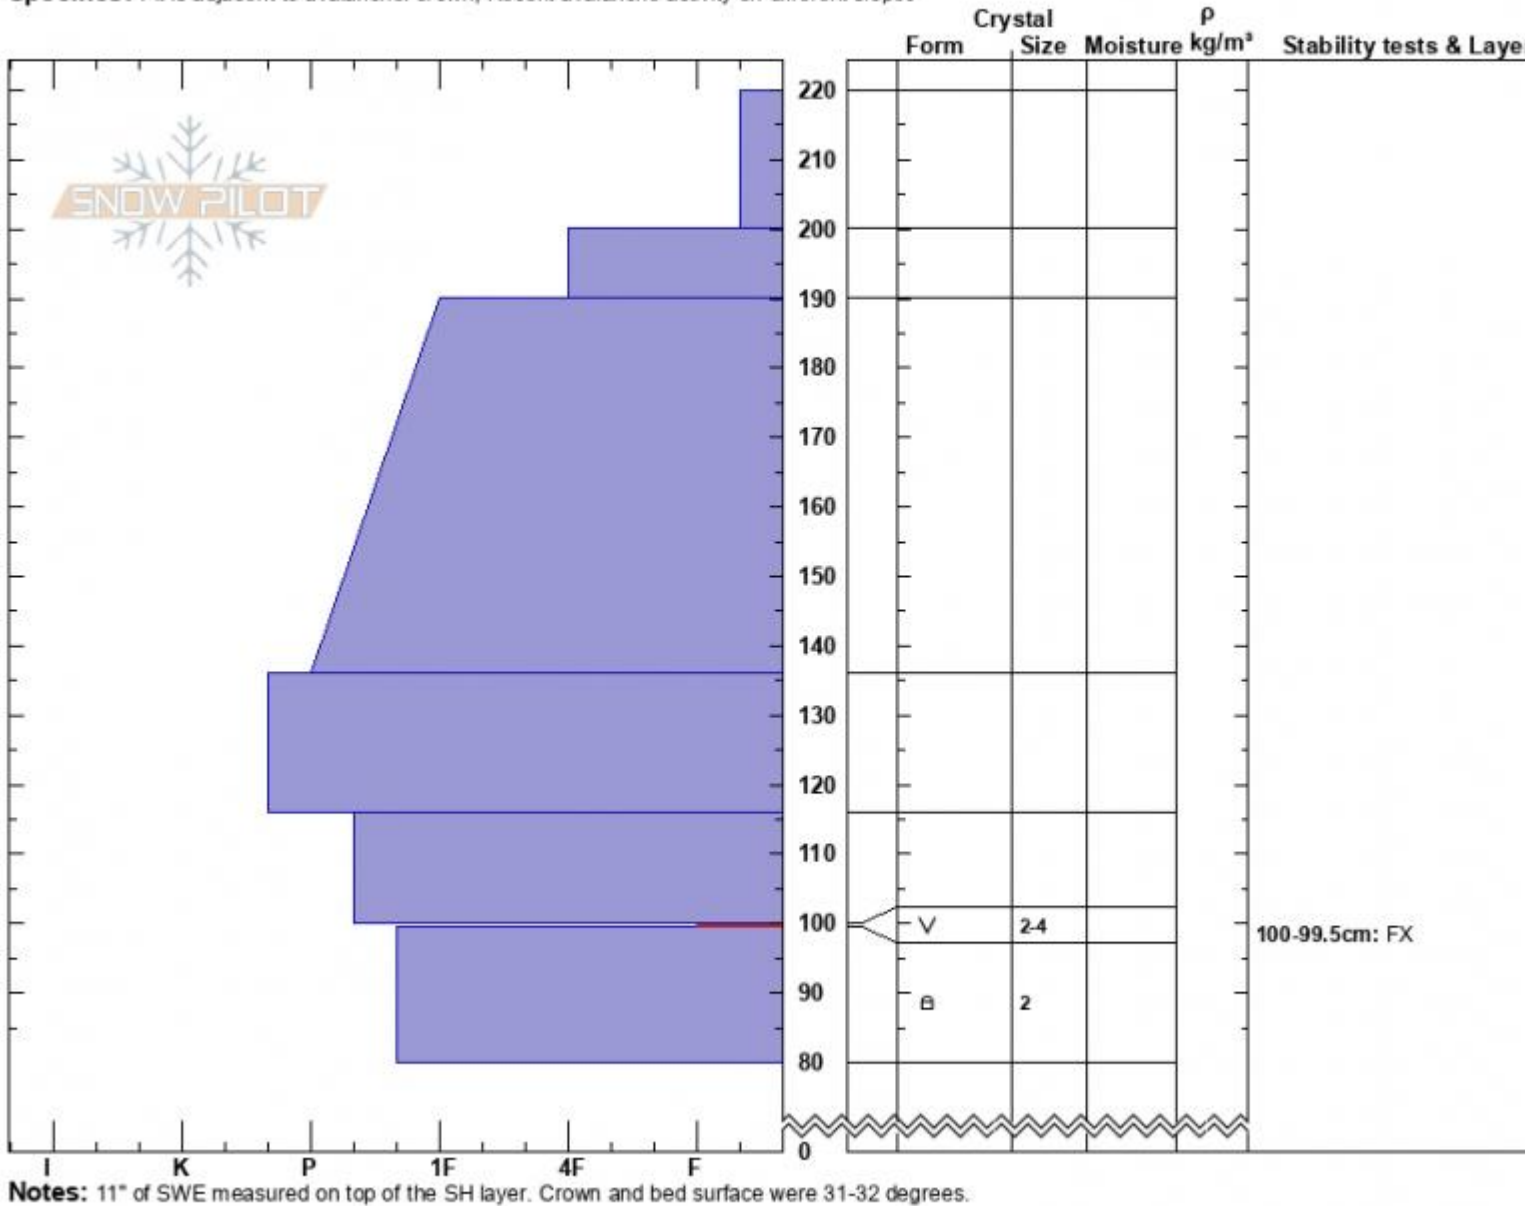 Crystal ρ
Form Size Moisture kg/m³ Stability tests & Laye
SNOW PILOT
220
210
200
190
180
170
160
150
140
130
120
110
100 2-4
100-99.5cm: FX
90 2
80
0
I K P 1F 4F F
Notes: 11" of SWE measured on top of the SH layer. Crown and bed surface were 31-32 degrees.